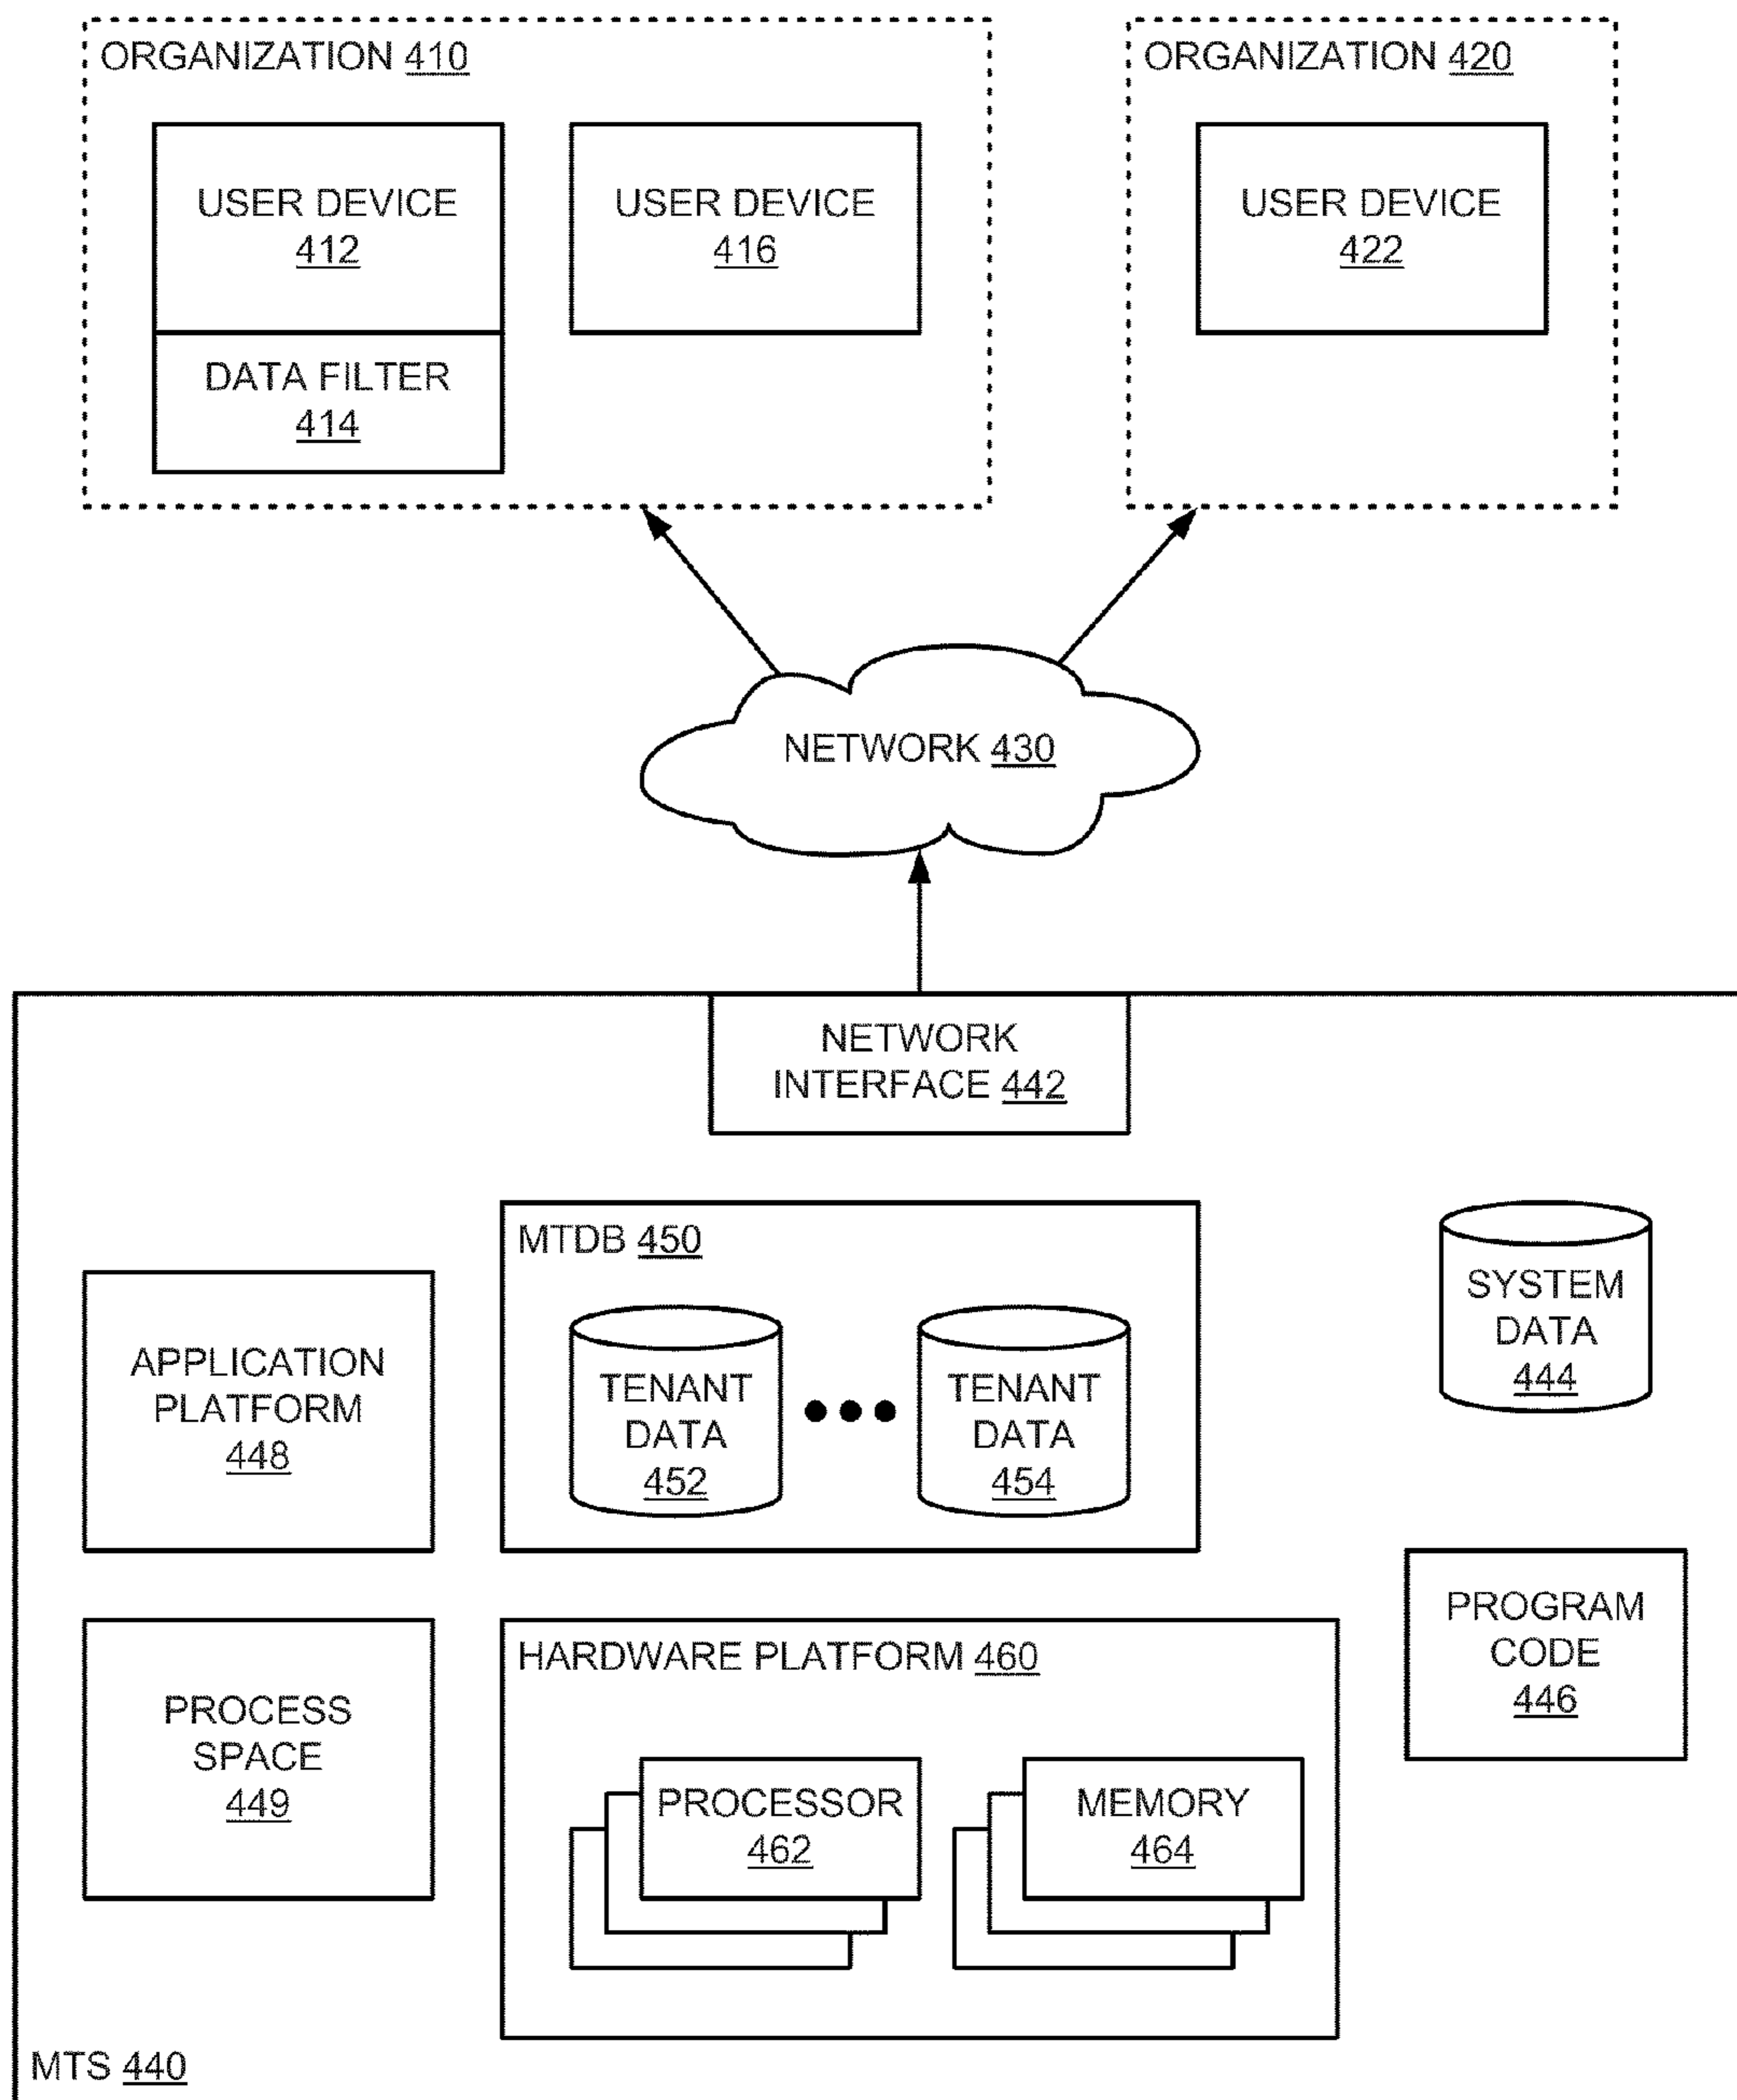 ORGANIZATION 410
USER DEVICE
412
DATA FILTER
414
USER DEVICE
416
ORGANIZATION 420
USER DEVICE
422
NETWORK 430
NETWORK
INTERFACE 442
MTDB 450
TENANT
DATA
452
TENANT
DATA
454
SYSTEM
DATA
444
APPLICATION
PLATFORM
448
PROGRAM
CODE
446
PROCESS
SPACE
449
HARDWARE PLATFORM 460
PROCESSOR
462
MEMORY
464
MTS 440